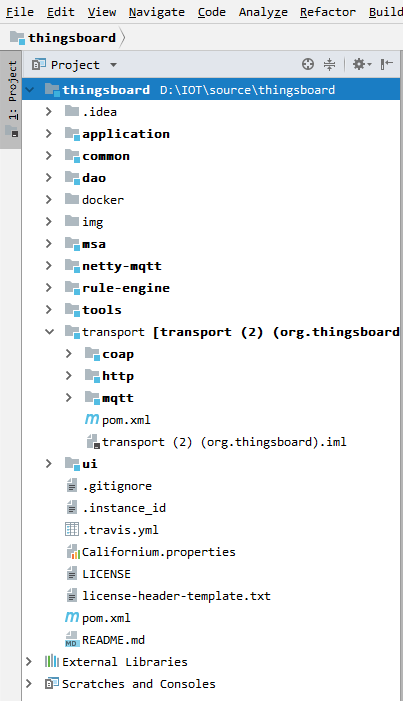 File Edit View Navigate Code Analyze Refactor Build
thingsboard
1: Project
Project
thingsboard D:\IOT\source\thingsboard
.idea
application
common
dao
docker
img
msa
netty-mqtt
rule-engine
tools
transport [transport (2) (org.thingsboard
coap
http
mqtt
m pom.xml
transport (2) (org.thingsboard).iml
ui
.gitignore
.instance_id
.travis.yml
Californium.properties
LICENSE
license-header-template.txt
m pom.xml
MD README.md
External Libraries
Scratches and Consoles